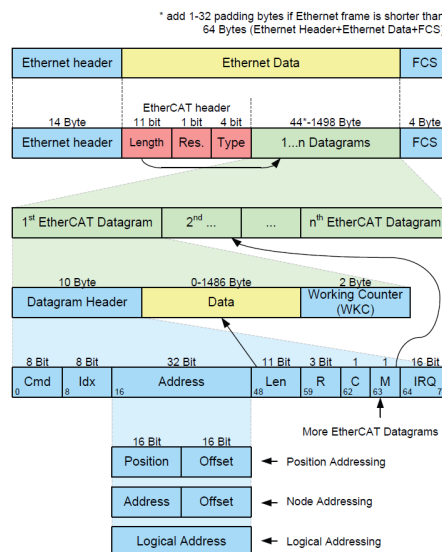 * add 1-32 padding bytes if Ethernet frame is shorter than
64 Bytes (Ethernet Header+Ethernet Data+FCS)
Ethernet header Ethernet Data FCS
EtherCAT header
14 Byte 11 bit 1 bit 4 bit 44*-1498 Byte 4 Byte
Ethernet header Length Res. Type 1...n Datagrams FCS
1st EtherCAT Datagram 2nd ... ... nth EtherCAT Datagram
10 Byte 0-1486 Byte 2 Byte
Datagram Header Data Working Counter
(WKC)
8 Bit 8 Bit 32 Bit 11 Bit 3 Bit 1 1 16 Bit
Cmd Idx Address Len R C M IRQ
0 8 16 48 59 62 63 64
More EtherCAT Datagrams
16 Bit 16 Bit
Position Offset Position Addressing
Address Offset Node Addressing
Logical Address Logical Addressing